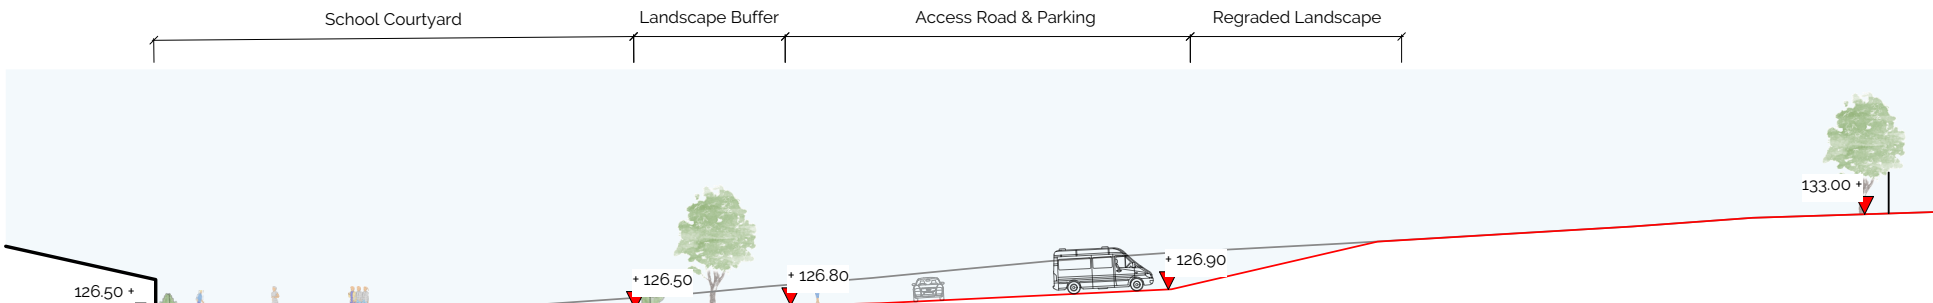 School Courtyard
Landscape Buffer
Access Road & Parking
Regraded Landscape
133.00 +
+ 126.90
+ 126.80
+ 126.50
126.50 +